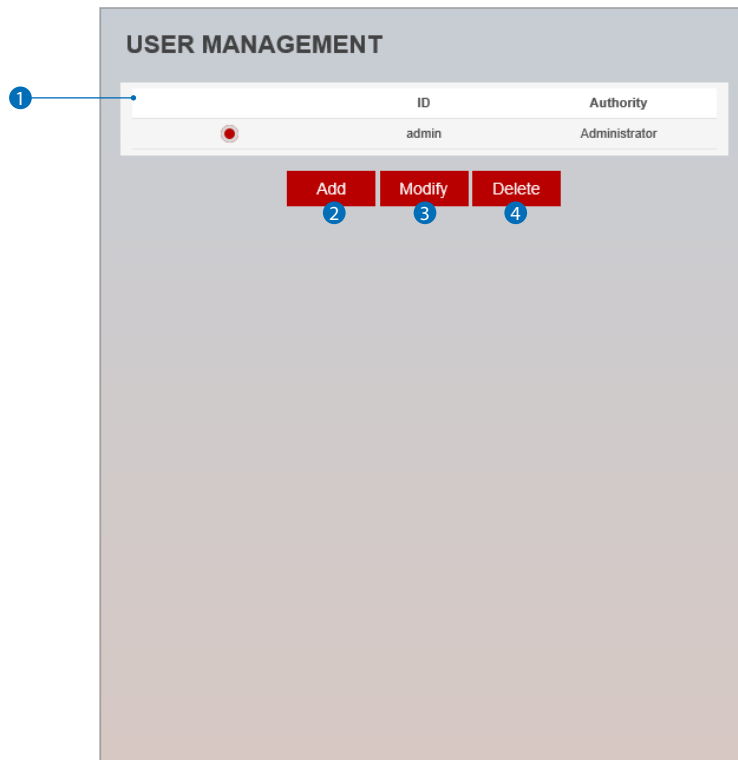 USER MANAGEMENT
1 ID Authority
admin Administrator
Add Modify Delete
2 3 4